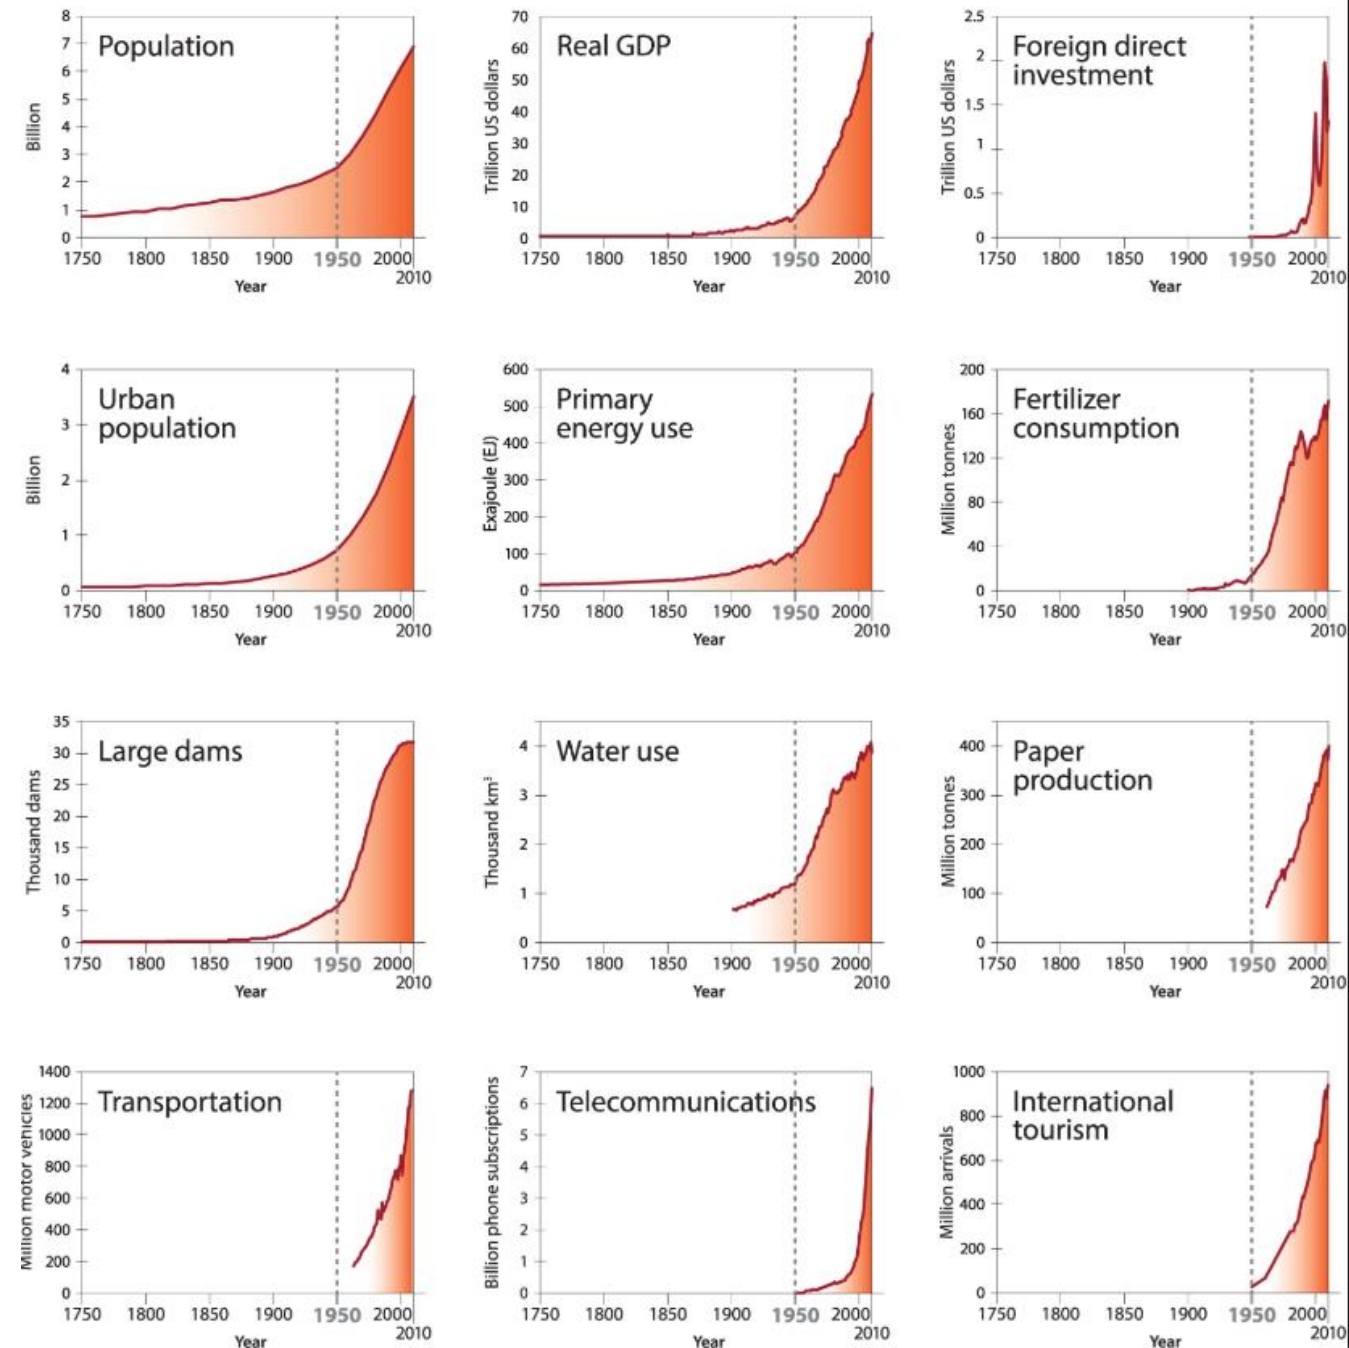 Population
Billion
8
7
6
5
4
3
2
1
0
1750 1800 1850 1900 1950 2000
2010
Year
Real GDP
Trillion US dollars
70
60
50
40
30
20
10
0
1750 1800 1850 1900 1950 2000
2010
Year
Foreign direct
investment
Trillion US dollars
2.5
2
1.5
1
0.5
0
1750 1800 1850 1900 1950 2000
2010
Year
Urban
population
Billion
4
3
2
1
0
1750 1800 1850 1900 1950 2000
2010
Year
Primary
energy use
Exajoule (EJ)
600
500
400
300
200
100
0
1750 1800 1850 1900 1950 2000
2010
Year
Fertilizer
consumption
Million tonnes
200
160
120
80
40
0
1750 1800 1850 1900 1950 2000
2010
Year
Large dams
Thousand dams
35
30
25
20
15
10
5
0
1750 1800 1850 1900 1950 2000
2010
Year
Water use
Thousand km³
4
3
2
1
0
1750 1800 1850 1900 1950 2000
2010
Year
Paper
production
Million tonnes
400
300
200
100
0
1750 1800 1850 1900 1950 2000
2010
Year
Transportation
Million motor vehicles
1400
1200
1000
800
600
400
200
0
1750 1800 1850 1900 1950 2000
2010
Year
Telecommunications
Billion phone subscriptions
7
6
5
4
3
2
1
0
1750 1800 1850 1900 1950 2000
2010
Year
International
tourism
Million arrivals
1000
800
600
400
200
0
1750 1800 1850 1900 1950 2000
2010
Year